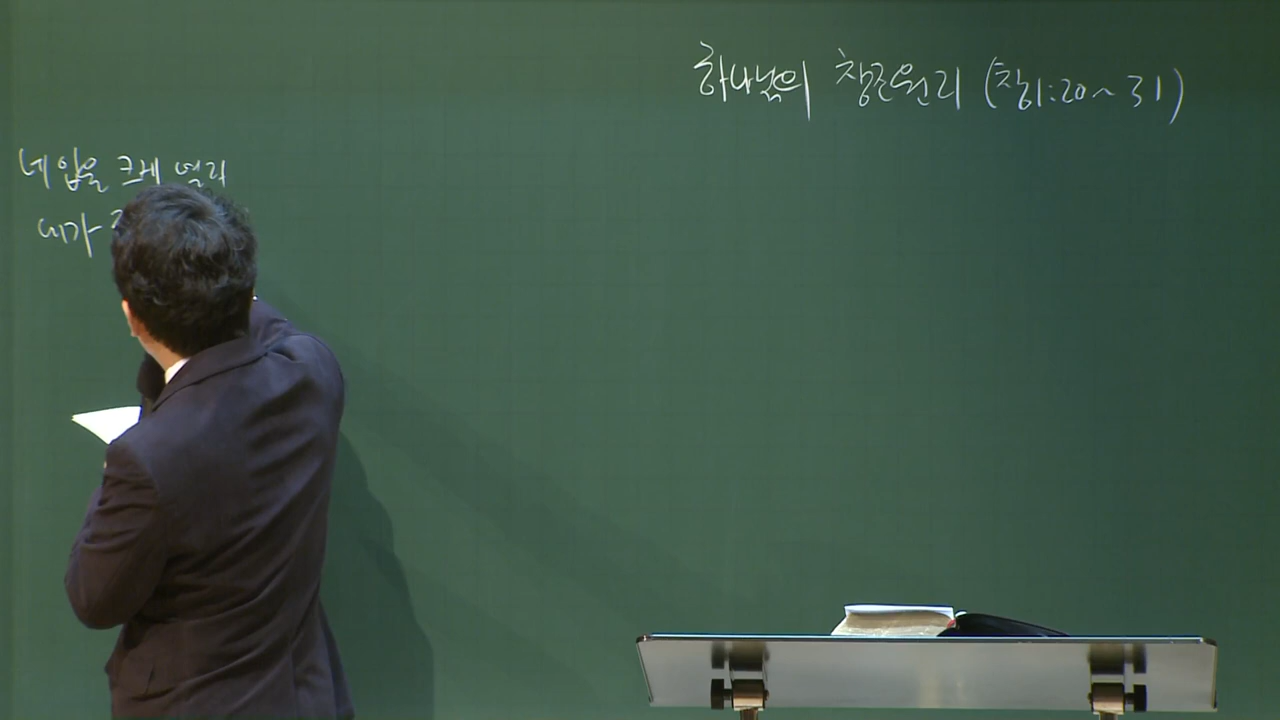 하나님의 창조원리 (창1:20~31)
네 입을 크게 열라
내가